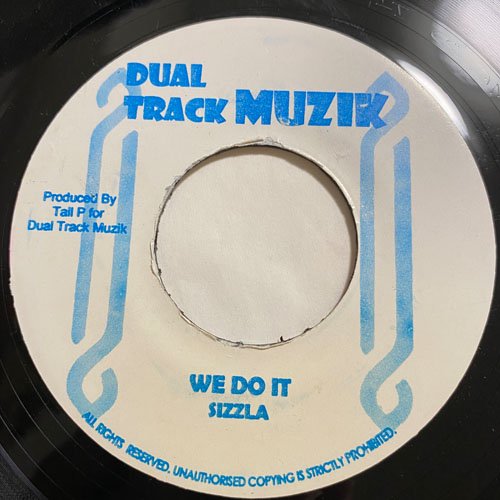 DUAL
TRACK MUZIK
Produced By
Tall P for
Dual Track Muzik
WE DO IT
SIZZLA
ALL RIGHTS RESERVED. UNAUTHORISED COPYING IS STRICTLY PROHIBITED.